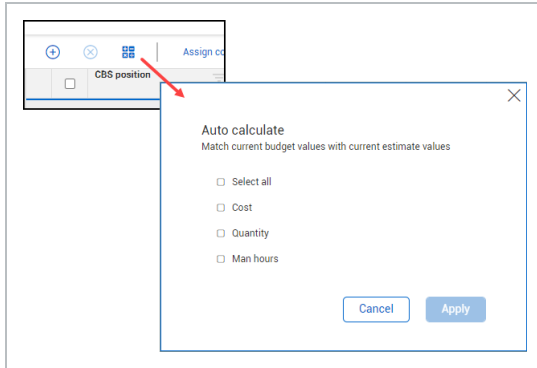 Assign co
CBS position
Auto calculate
Match current budget values with current estimate values
Select all
Cost
Quantity
Man hours
Cancel
Apply